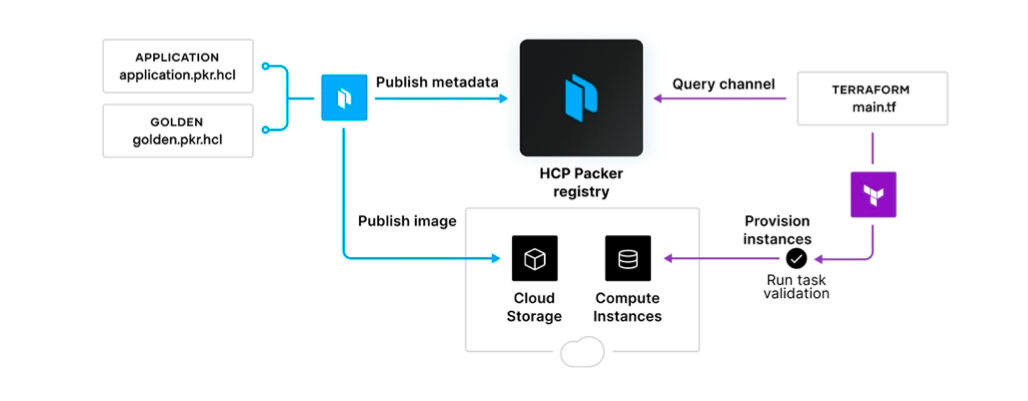 APPLICATION
application.pkr.hcl
GOLDEN
golden.pkr.hcl
Publish metadata
HCP Packer
registry
Query channel
TERRAFORM
main.tf
Publish image
Cloud
Storage
Compute
Instances
Provision
instances
Run task
validation